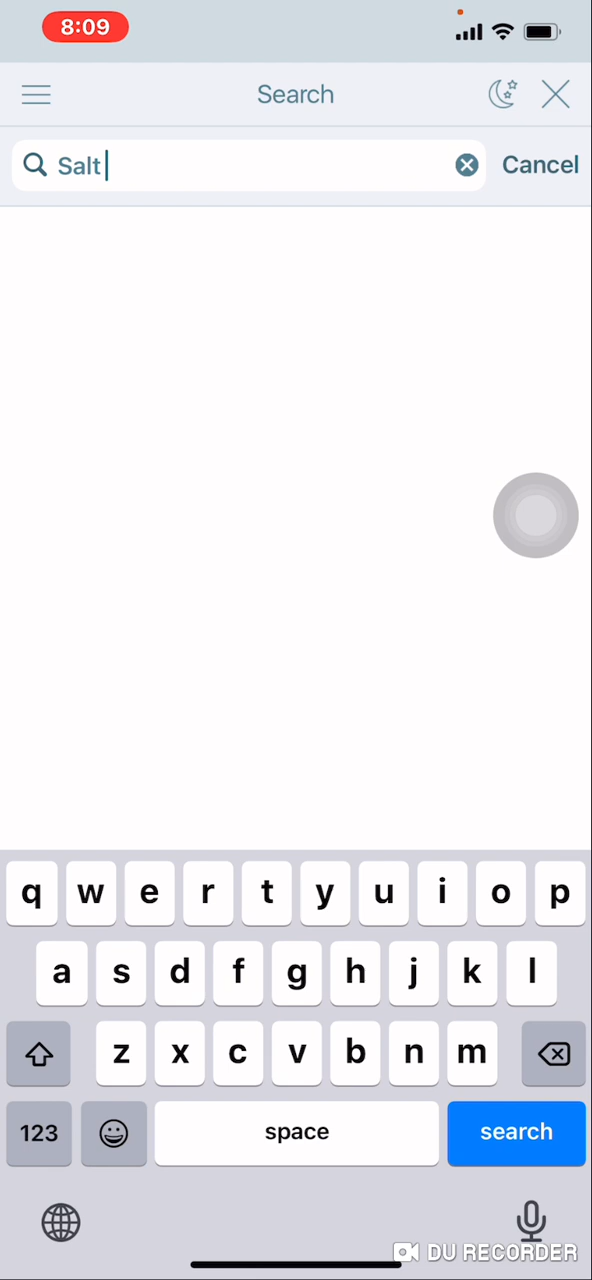 8:09
Search
Salt
Cancel
q w e r t y u i o p
a s d f g h j k l
z x c v b n m
123 space search
DU RECORDER